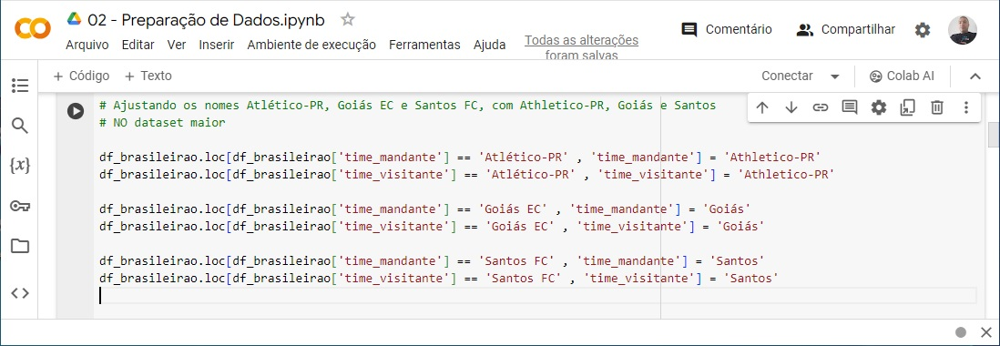 02 - Preparação de Dados.ipynb
Arquivo Editar Ver Inserir Ambiente de execução Ferramentas Ajuda Todas as alterações foram salvas
Comentário Compartilhar
+ Código + Texto Conectar Colab AI
# Ajustando os nomes Atlético-PR, Goiás EC e Santos FC, com Athletico-PR, Goiás e Santos
# NO dataset maior
df_brasileirao.loc[df_brasileirao['time_mandante'] == 'Atlético-PR' , 'time_mandante'] = 'Athletico-PR'
df_brasileirao.loc[df_brasileirao['time_visitante'] == 'Atlético-PR' , 'time_visitante'] = 'Athletico-PR'
df_brasileirao.loc[df_brasileirao['time_mandante'] == 'Goiás EC' , 'time_mandante'] = 'Goiás'
df_brasileirao.loc[df_brasileirao['time_visitante'] == 'Goiás EC' , 'time_visitante'] = 'Goiás'
df_brasileirao.loc[df_brasileirao['time_mandante'] == 'Santos FC' , 'time_mandante'] = 'Santos'
df_brasileirao.loc[df_brasileirao['time_visitante'] == 'Santos FC' , 'time_visitante'] = 'Santos'